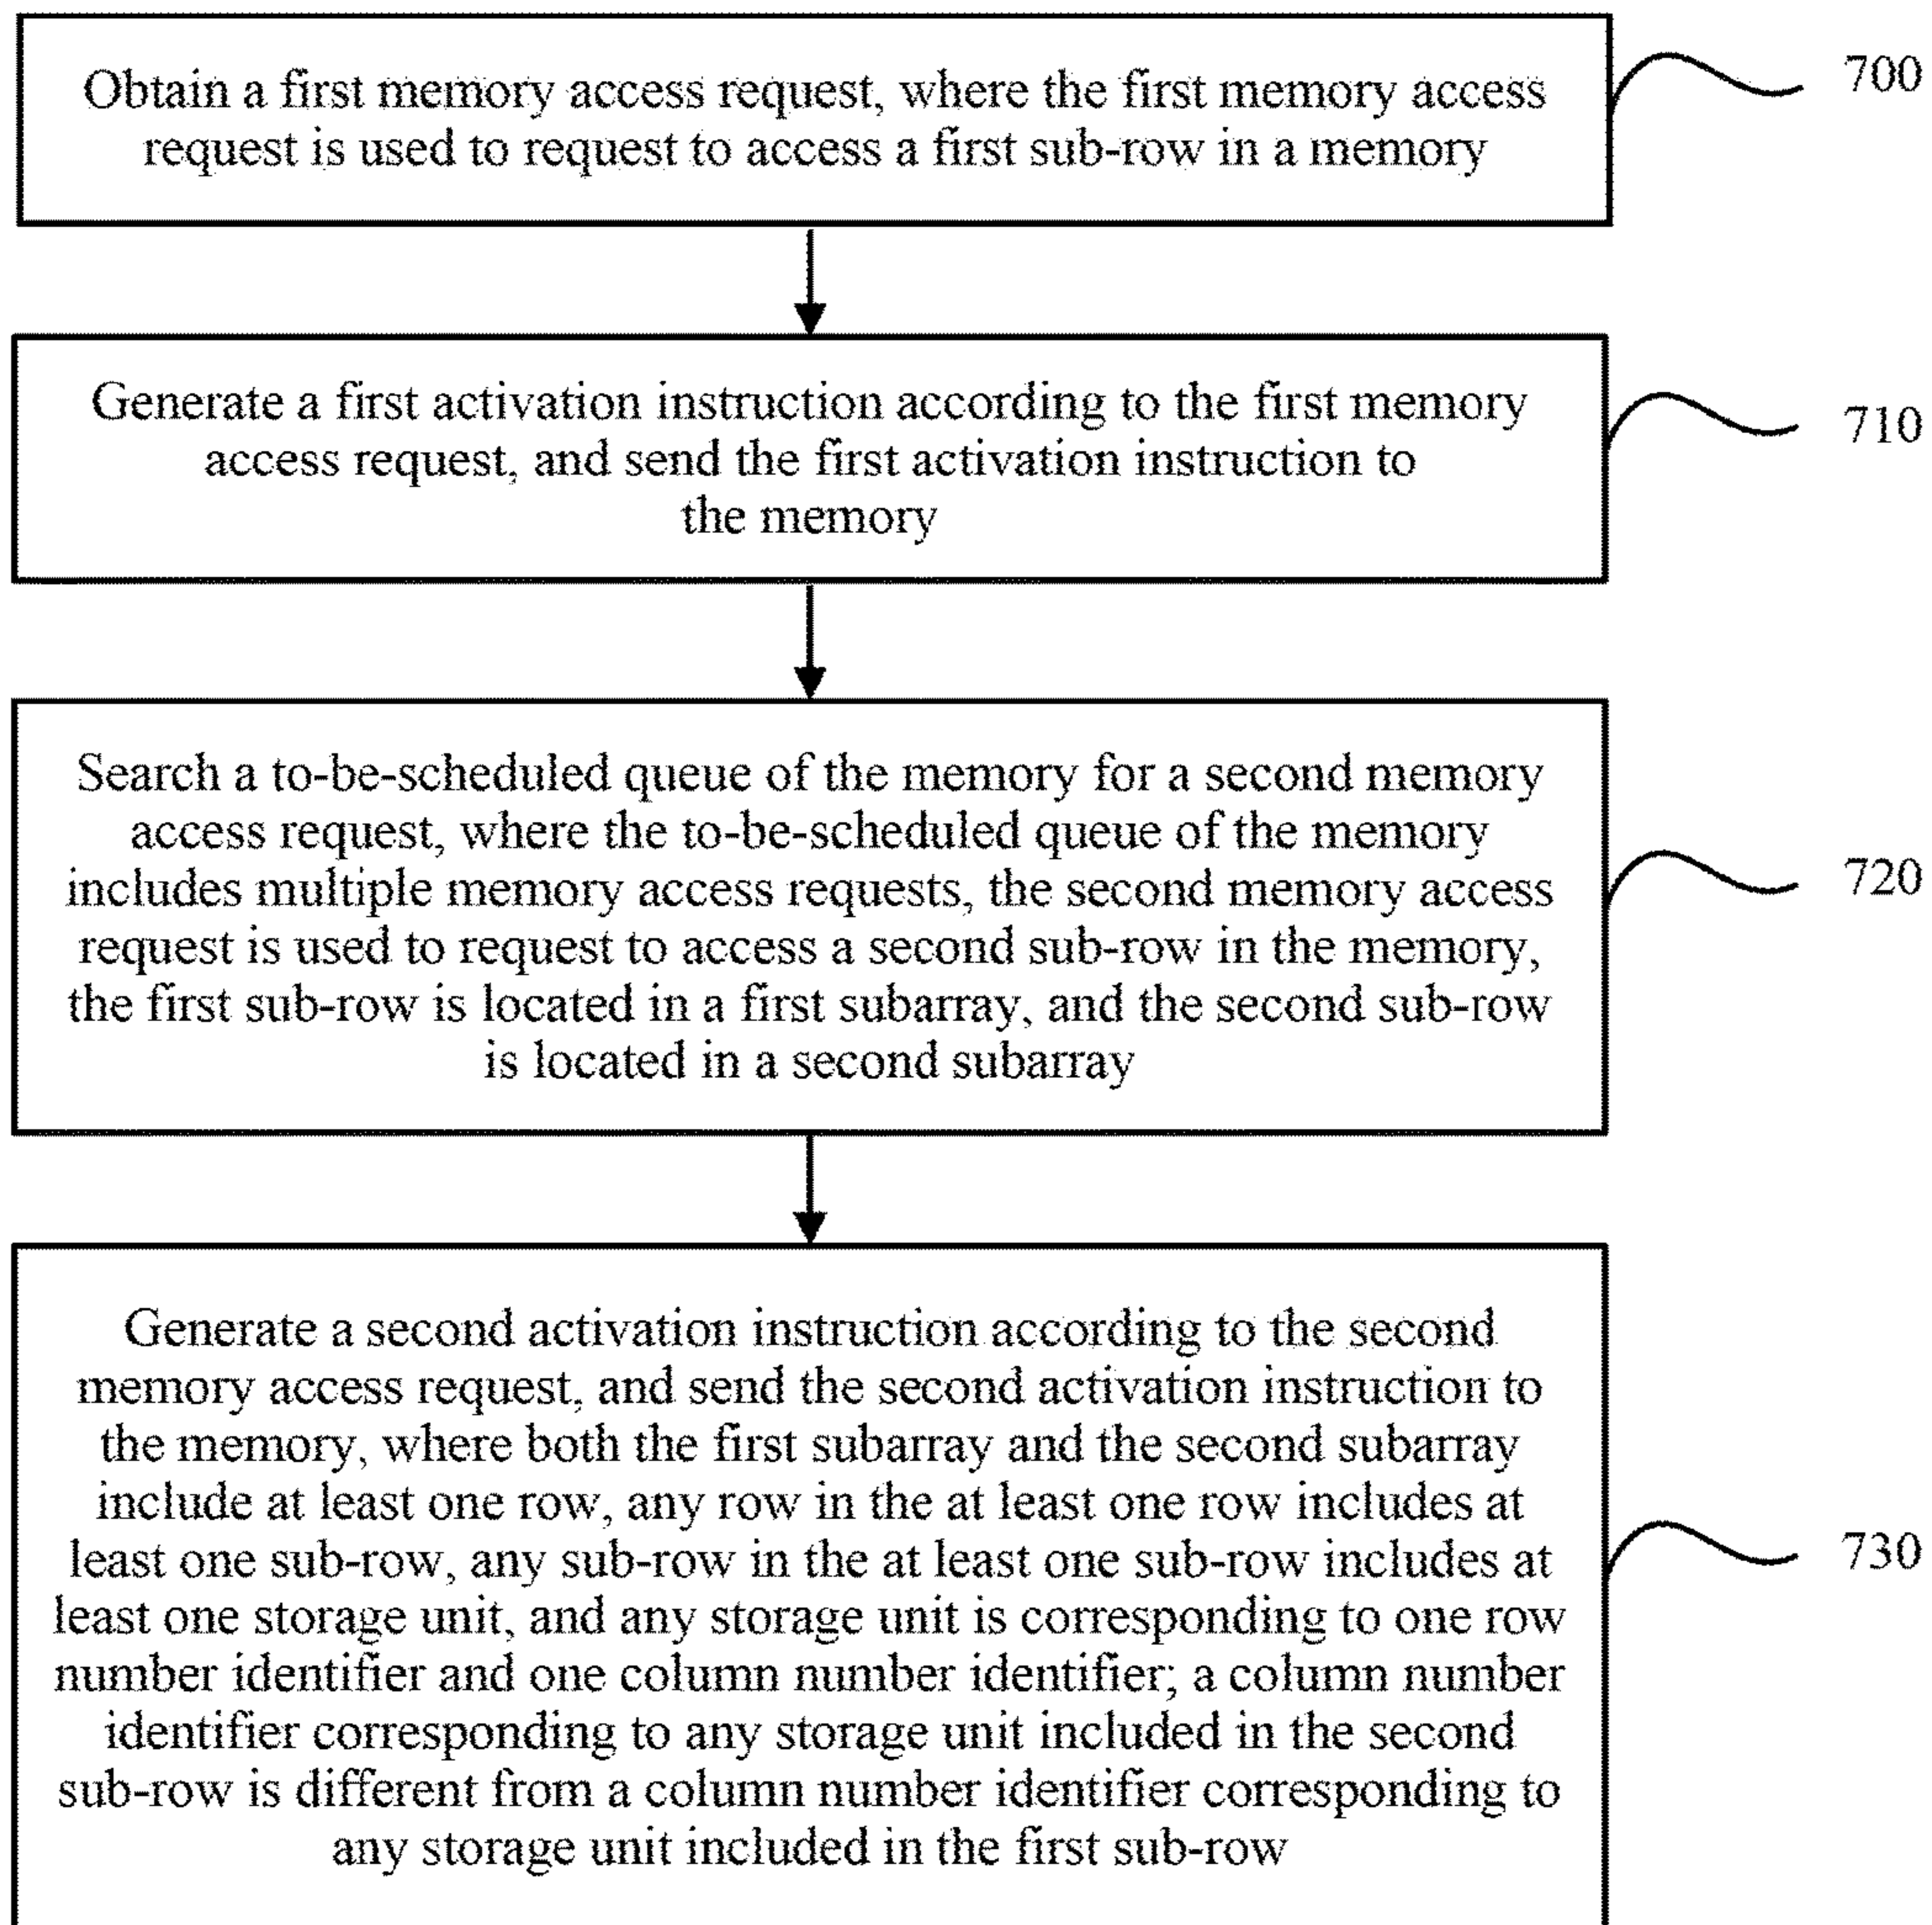 Obtain a first memory access request, where the first memory access
request is used to request to access a first sub-row in a memory
700
Generate a first activation instruction according to the first memory
access request, and send the first activation instruction to
the memory
710
Search a to-be-scheduled queue of the memory for a second memory
access request, where the to-be-scheduled queue of the memory
includes multiple memory access requests, the second memory access
request is used to request to access a second sub-row in the memory,
the first sub-row is located in a first subarray, and the second sub-row
is located in a second subarray
720
Generate a second activation instruction according to the second
memory access request, and send the second activation instruction to
the memory, where both the first subarray and the second subarray
include at least one row, any row in the at least one row includes at
least one sub-row, any sub-row in the at least one sub-row includes at
least one storage unit, and any storage unit is corresponding to one row
number identifier and one column number identifier; a column number
identifier corresponding to any storage unit included in the second
sub-row is different from a column number identifier corresponding to
any storage unit included in the first sub-row
730